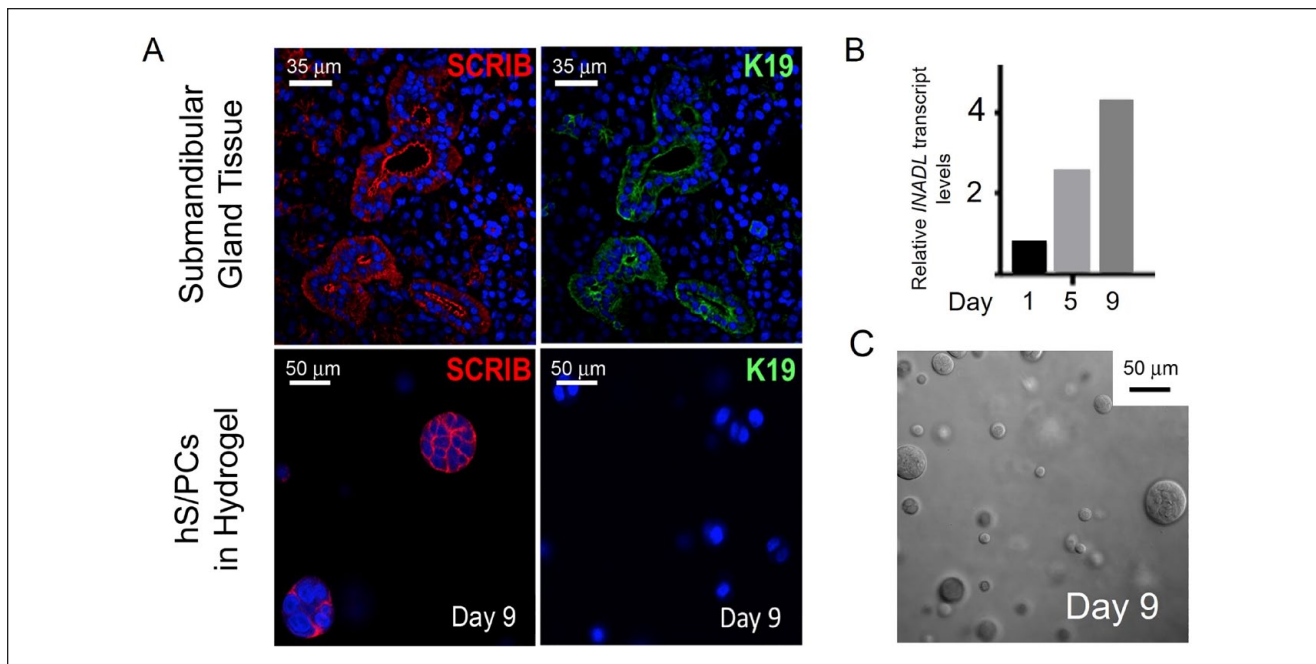 A
Submandibular
Gland Tissue
35 μm
SCRIB
35 μm
K19
hS/PCs
in Hydrogel
50 μm
SCRIB
Day 9
50 μm
K19
Day 9
B
Relative INADL transcript
levels
4
2
Day 1 5 9
C
50 μm
Day 9